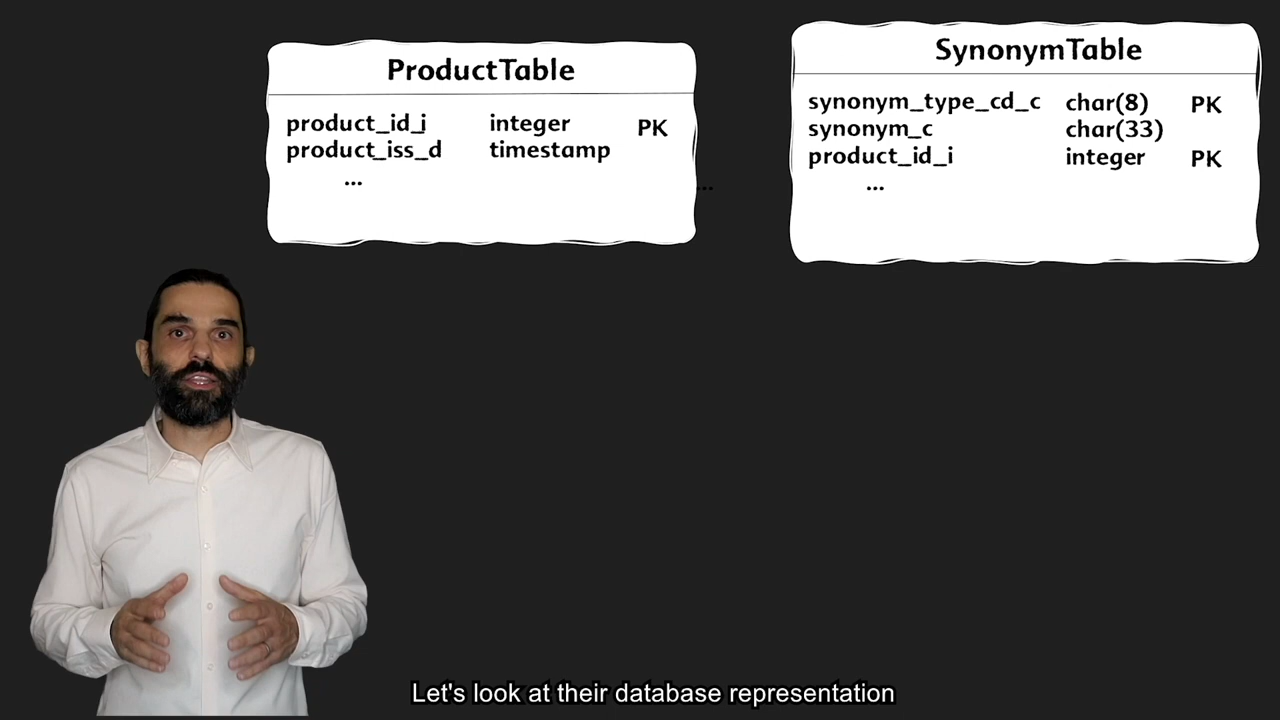 ProductTable
product_id_i integer PK
product_iss_d timestamp
...
...
SynonymTable
synonym_type_cd_c char(8) PK
synonym_c char(33)
product_id_i integer PK
...
Let's look at their database representation